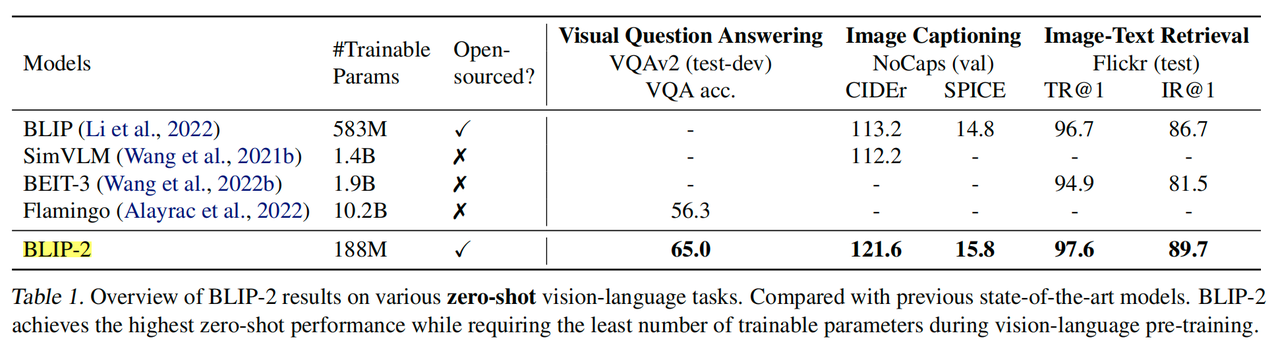 Models #Trainable Params Open-sourced? Visual Question Answering Image Captioning Image-Text Retrieval
VQAv2 (test-dev) NoCaps (val) Flickr (test)
VQA acc. CIDEr SPICE TR@1 IR@1
BLIP (Li et al., 2022) 583M ✓ - 113.2 14.8 96.7 86.7
SimVLM (Wang et al., 2021b) 1.4B ✗ - 112.2 - - -
BEIT-3 (Wang et al., 2022b) 1.9B ✗ - - - 94.9 81.5
Flamingo (Alayrac et al., 2022) 10.2B ✗ 56.3 - - - -
BLIP-2 188M ✓ 65.0 121.6 15.8 97.6 89.7
Table 1. Overview of BLIP-2 results on various zero-shot vision-language tasks. Compared with previous state-of-the-art models. BLIP-2
achieves the highest zero-shot performance while requiring the least number of trainable parameters during vision-language pre-training.